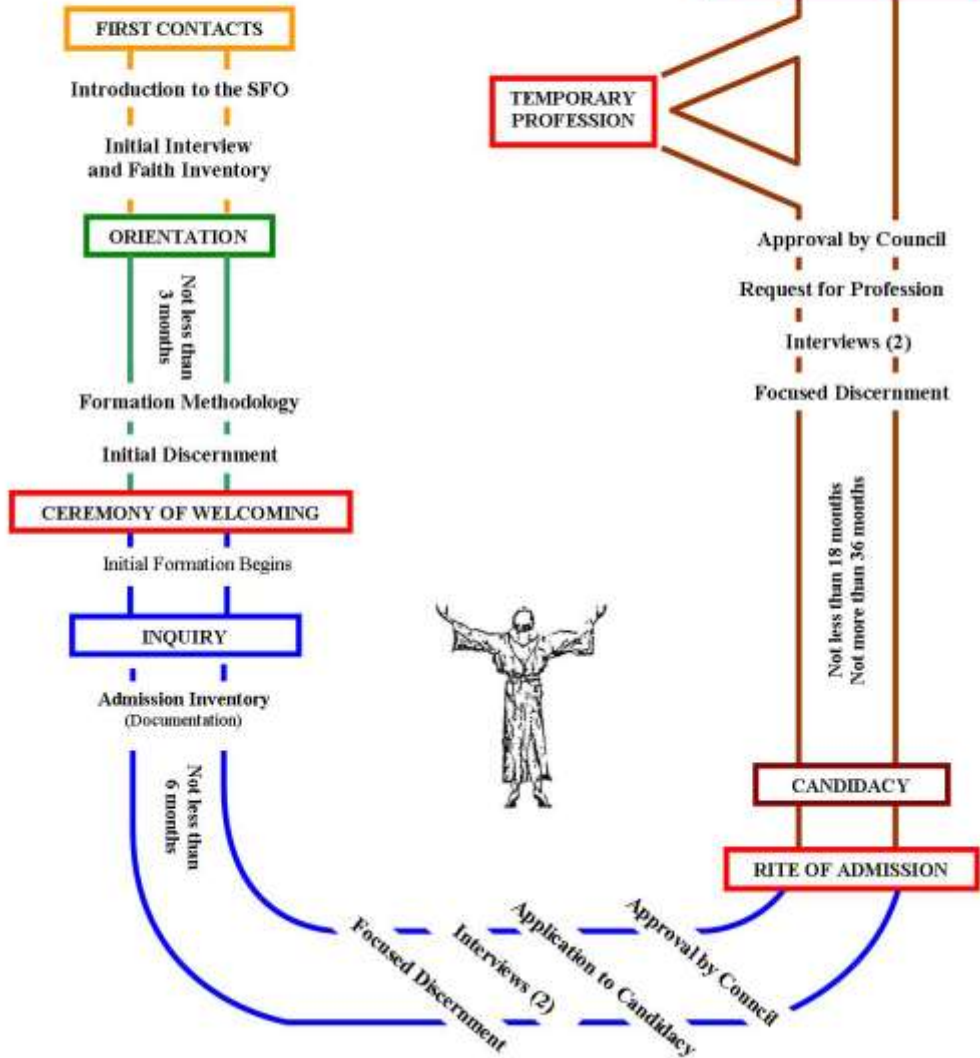 FIRST CONTACTS
Introduction to the SFO
Initial Interview
and Faith Inventory
ORIENTATION
Not less than
3 months
Formation Methodology
Initial Discernment
CEREMONY OF WELCOMING
Initial Formation Begins
INQUIRY
Admission Inventory
(Documentation)
Not less than
6 months
Focused Discernment
Interviews (2)
Application to Candidacy
Approval by Council
RITE OF ADMISSION
CANDIDACY
Not less than 18 months
Not more than 36 months
Focused Discernment
Interviews (2)
Request for Profession
Approval by Council
TEMPORARY
PROFESSION